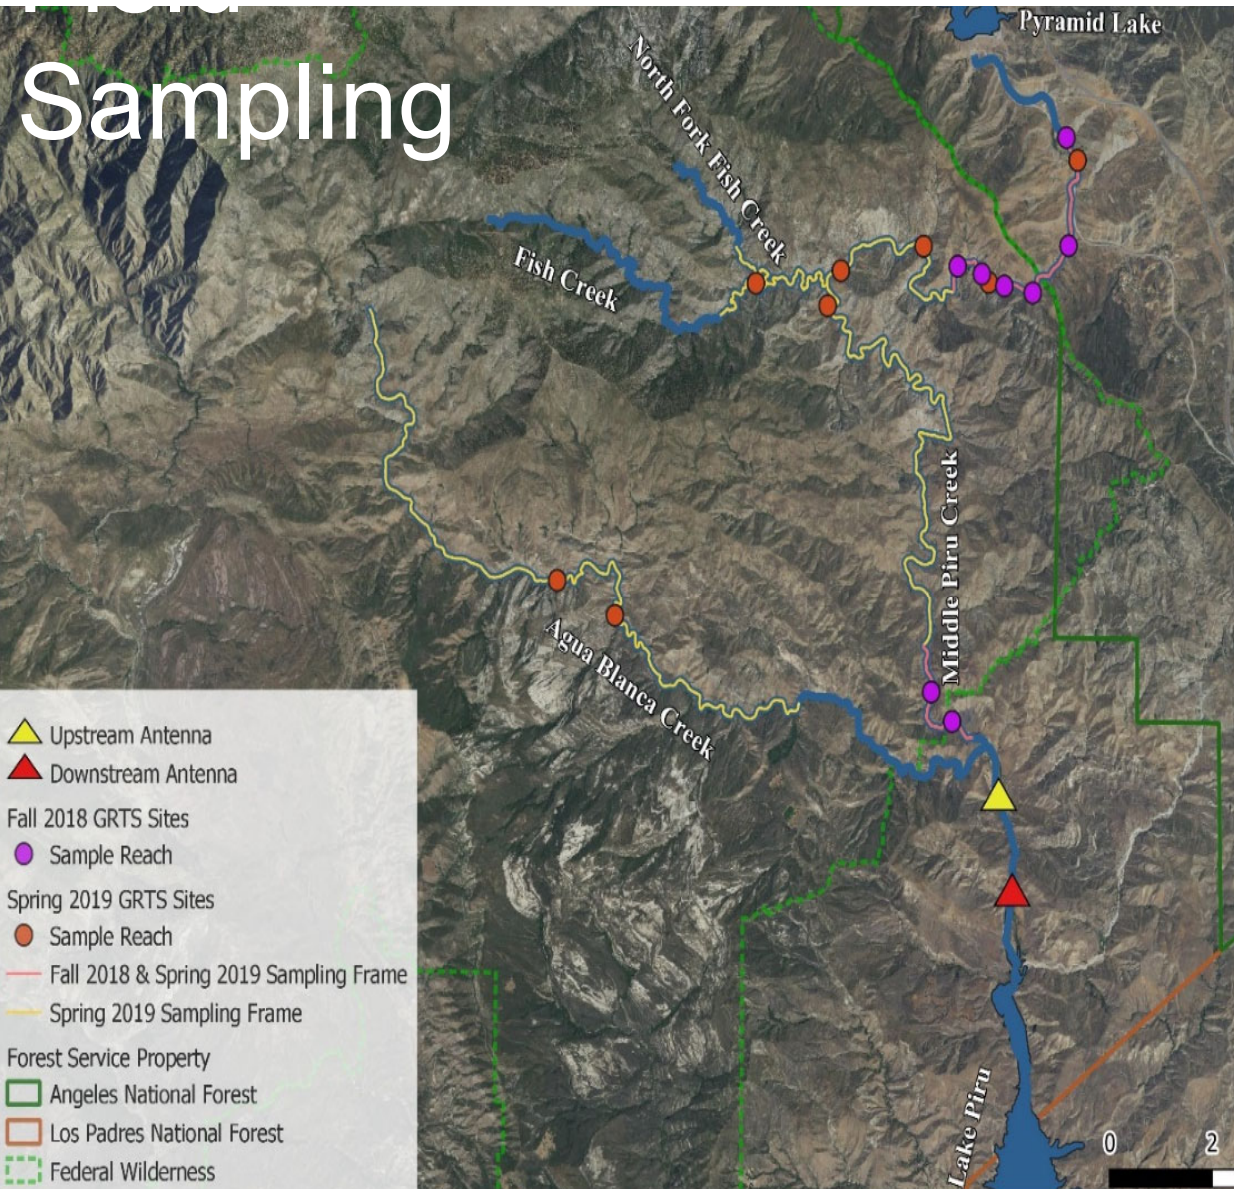 Sampling
Pyramid Lake
North Fork Fish Creek
Fish Creek
Middle Piru Creek
Agua Blanca Creek
Lake Piru
0 2
Upstream Antenna
Downstream Antenna
Fall 2018 GRTS Sites
Sample Reach
Spring 2019 GRTS Sites
Sample Reach
Fall 2018 & Spring 2019 Sampling Frame
Spring 2019 Sampling Frame
Forest Service Property
Angeles National Forest
Los Padres National Forest
Federal Wilderness